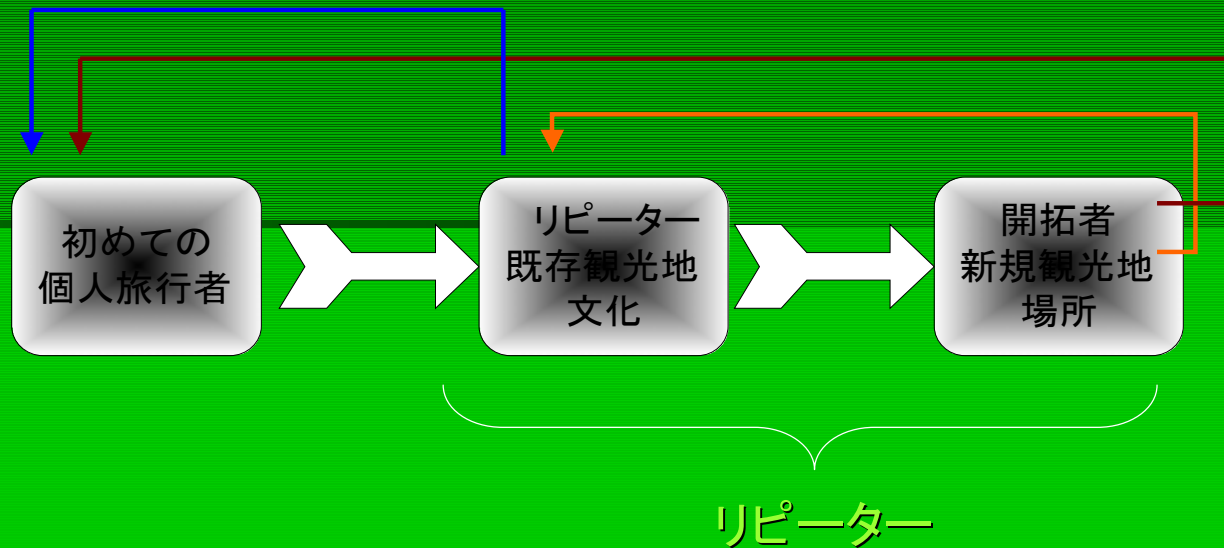 初めての
個人旅行者
リピーター
既存観光地
文化
開拓者
新規観光地
場所
リピーター